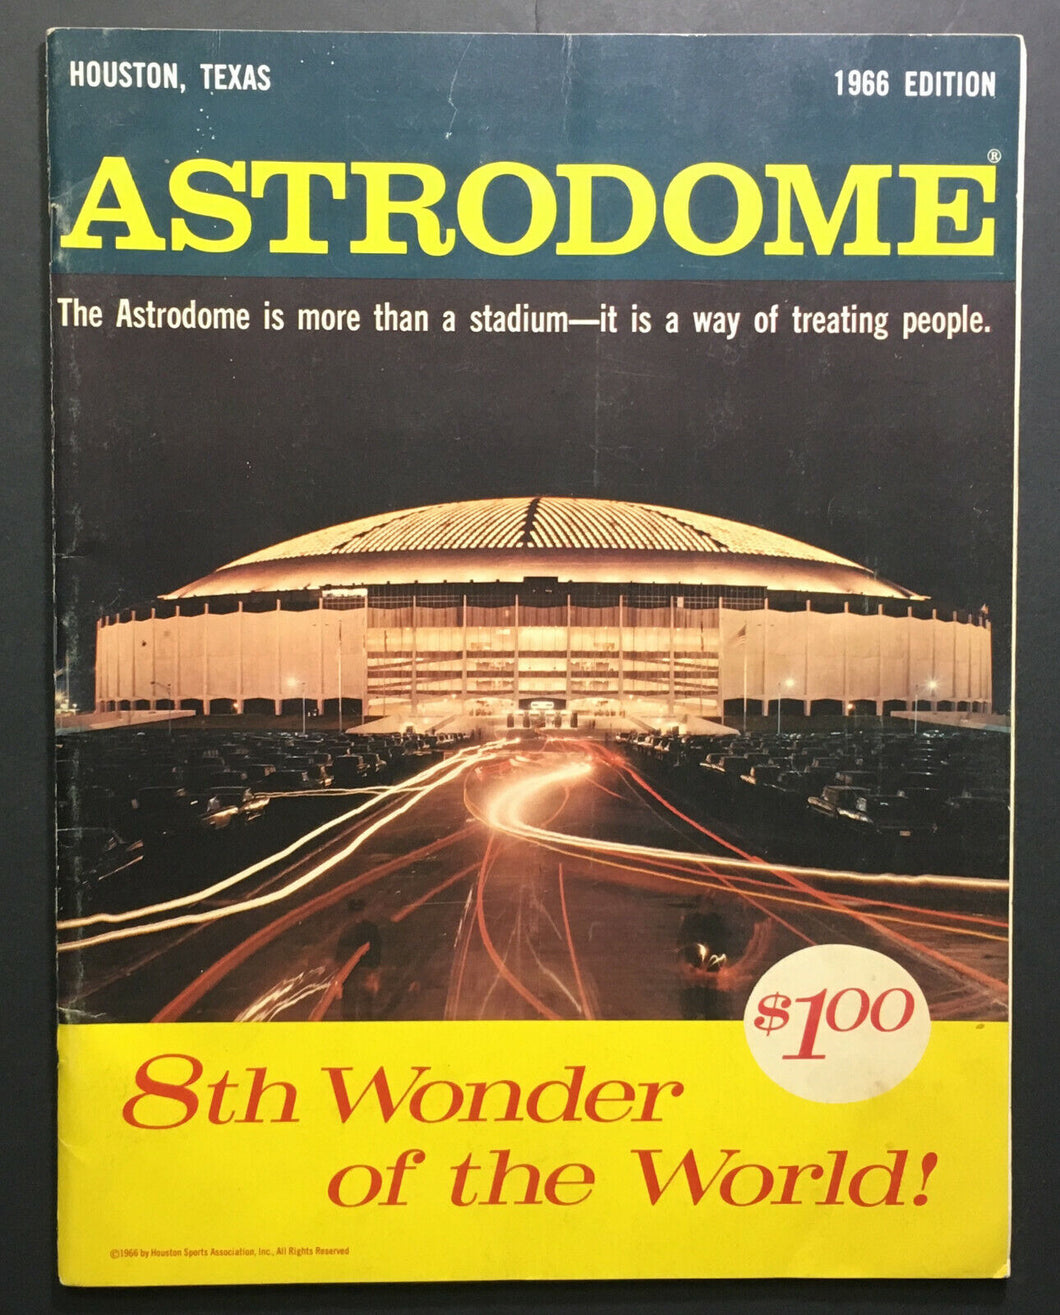 HOUSTON, TEXAS
1966 EDITION
ASTRODOME®
The Astrodome is more than a stadium—it is a way of treating people.
$1.00
8th Wonder
of the World!
©1966 by Houston Sports Association, Inc., All Rights Reserved